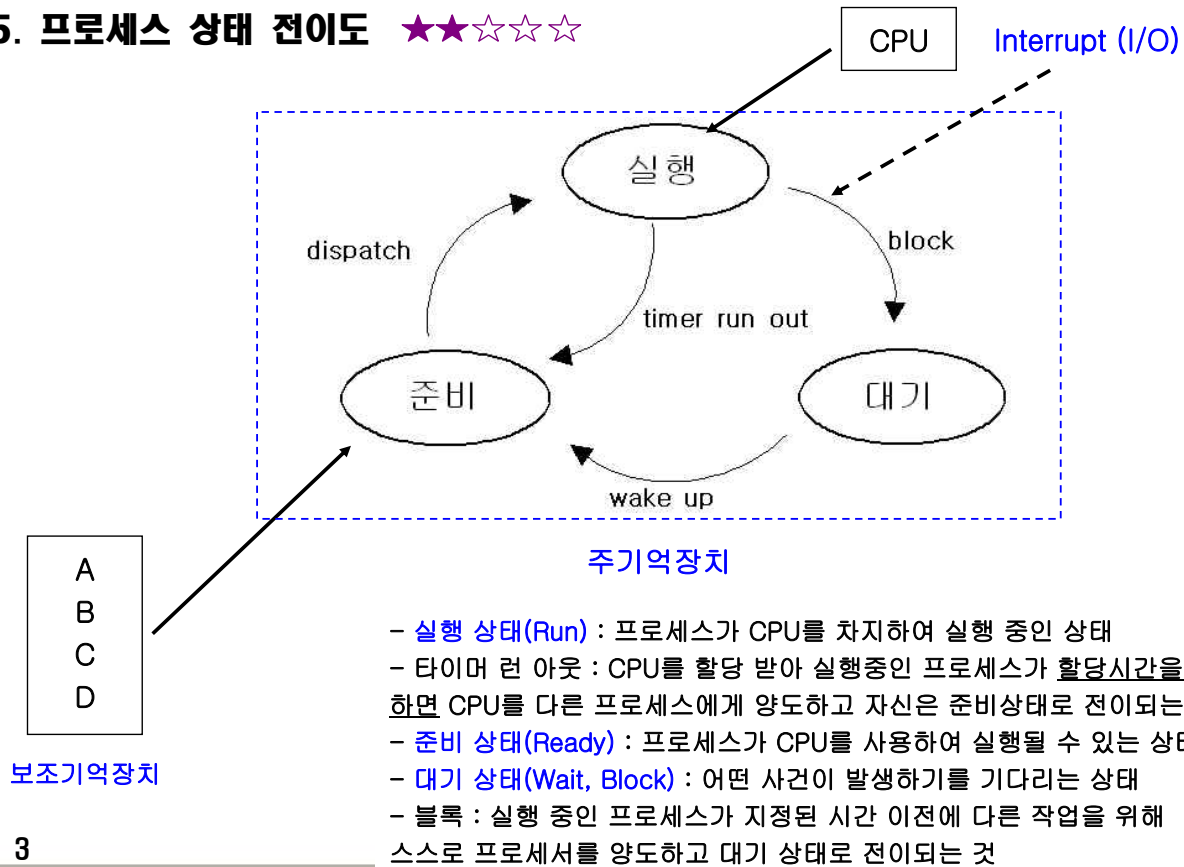 5. 프로세스 상태 전이도 ★★☆☆☆
CPU
Interrupt (I/O)
실행
dispatch
block
timer run out
준비
대기
wake up
주기억장치
A
B
C
D
보조기억장치
- 실행 상태(Run) : 프로세스가 CPU를 차지하여 실행 중인 상태
- 타이머 런 아웃 : CPU를 할당 받아 실행중인 프로세스가 할당시간을
하면 CPU를 다른 프로세스에게 양도하고 자신은 준비상태로 전이되는
- 준비 상태(Ready) : 프로세스가 CPU를 사용하여 실행될 수 있는
- 대기 상태(Wait, Block) : 어떤 사건이 발생하기를 기다리는 상태
- 블록 : 실행 중인 프로세스가 지정된 시간 이전에 다른 작업을 위해
스스로 프로세서를 양도하고 대기 상태로 전이되는 것
3